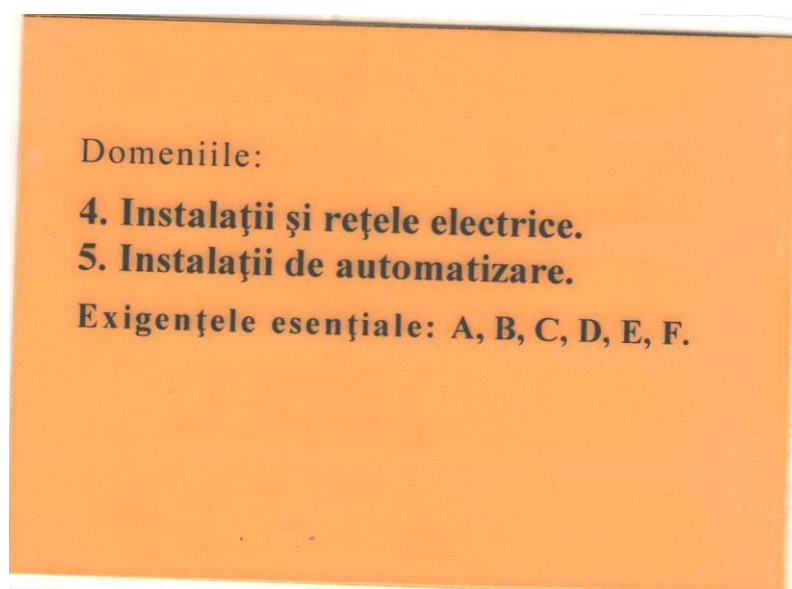 Domeniile:
4. Instalaţii şi reţele electrice.
5. Instalaţii de automatizare.
Exigenţele esenţiale: A, B, C, D, E, F.